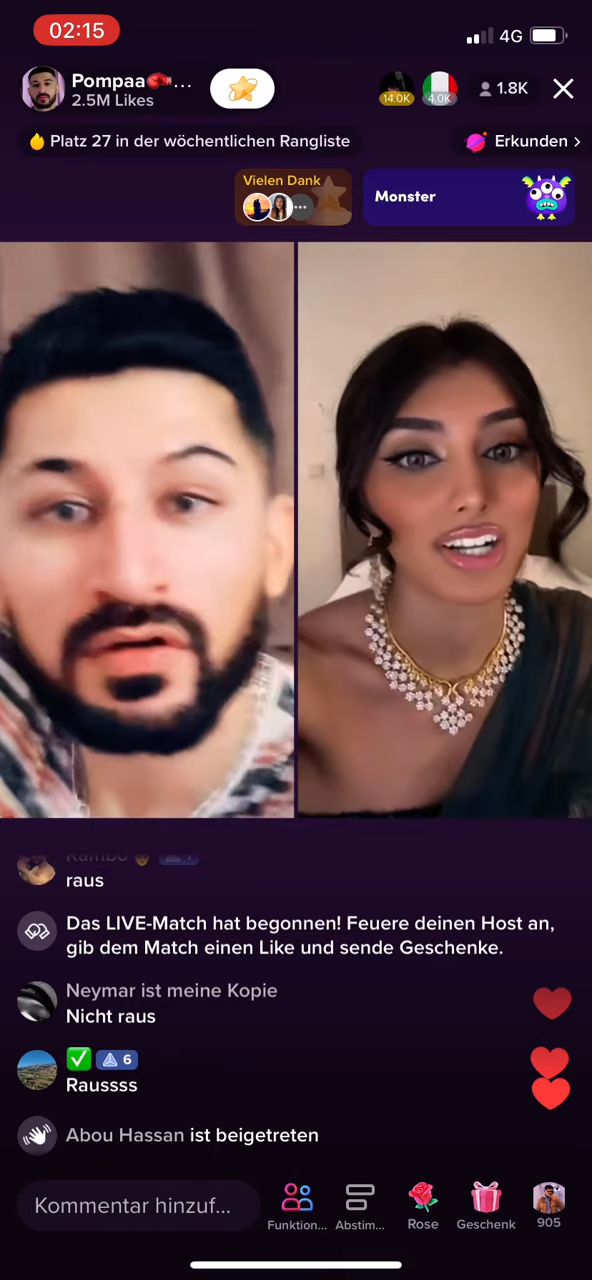 02:15
4G
Pompaa🥊...
2.5M Likes
14.0K
4.0K
1.8K
Platz 27 in der wöchentlichen Rangliste
Erkunden >
Vielen Dank
Monster
Rambo
raus
Das LIVE-Match hat begonnen! Feuere deinen Host an,
gib dem Match einen Like und sende Geschenke.
Neymar ist meine Kopie
Nicht raus
✅ 6
Raussss
Abou Hassan ist beigetreten
Kommentar hinzuf...
Funktion...
Abstim...
Rose
Geschenk
905